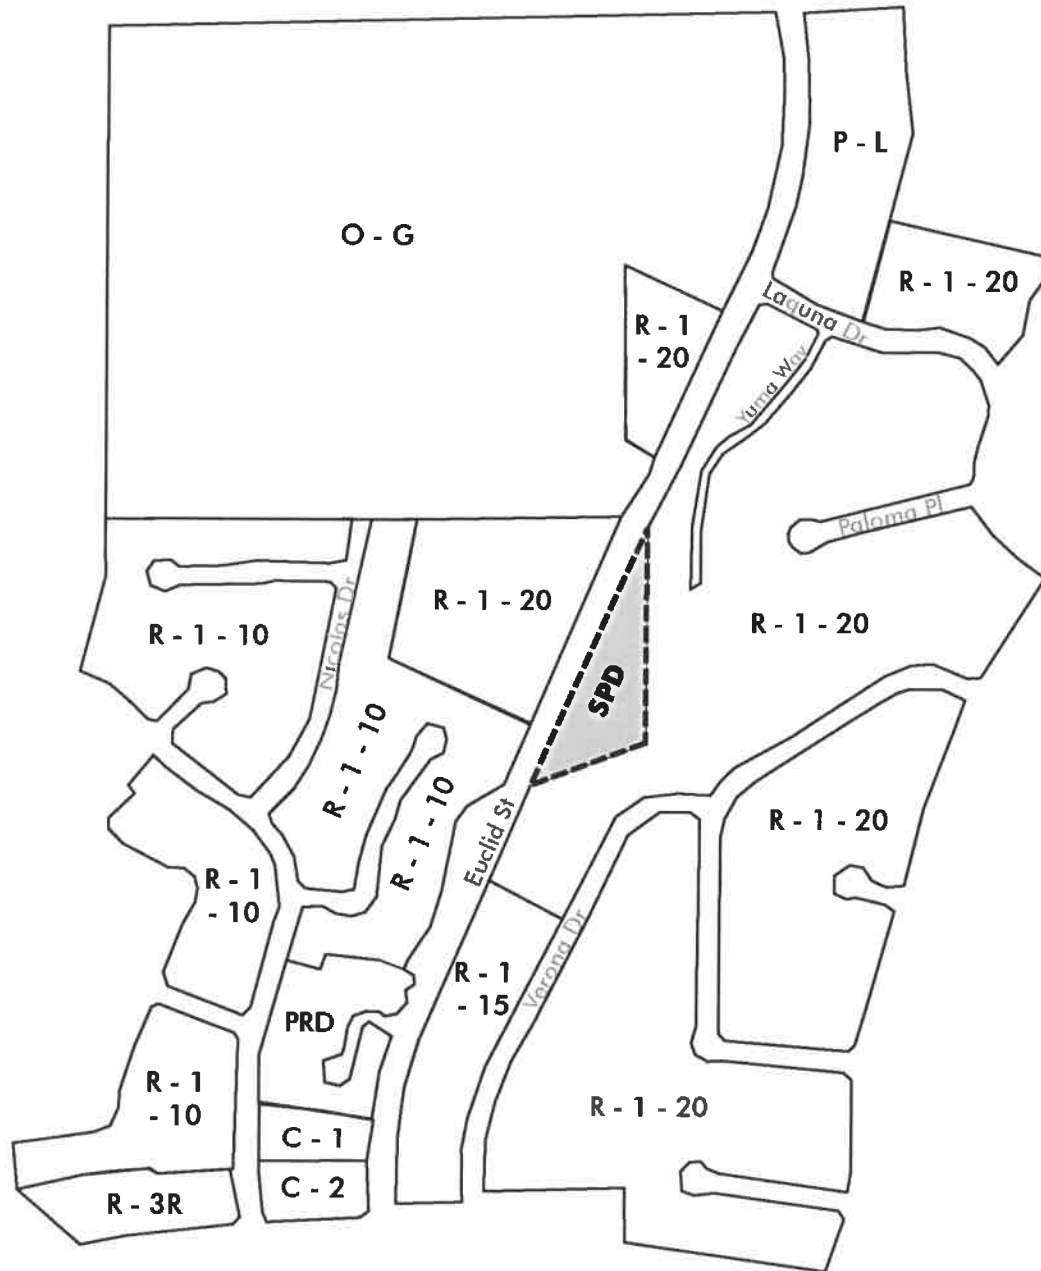 P - L
O - G
R - 1 - 20
Laguna Dr
R - 1
- 20
Yuma Way
Paloma Pl
R - 1 - 20
R - 1 - 20
R - 1 - 10
Nicolas Dr
SPD
R - 1 - 10
R - 1 - 10
R - 1 - 20
Euclid St
R - 1
- 10
Verona Dr
R - 1
- 15
PRD
R - 1
- 10
R - 1 - 20
C - 1
C - 2
R - 3R